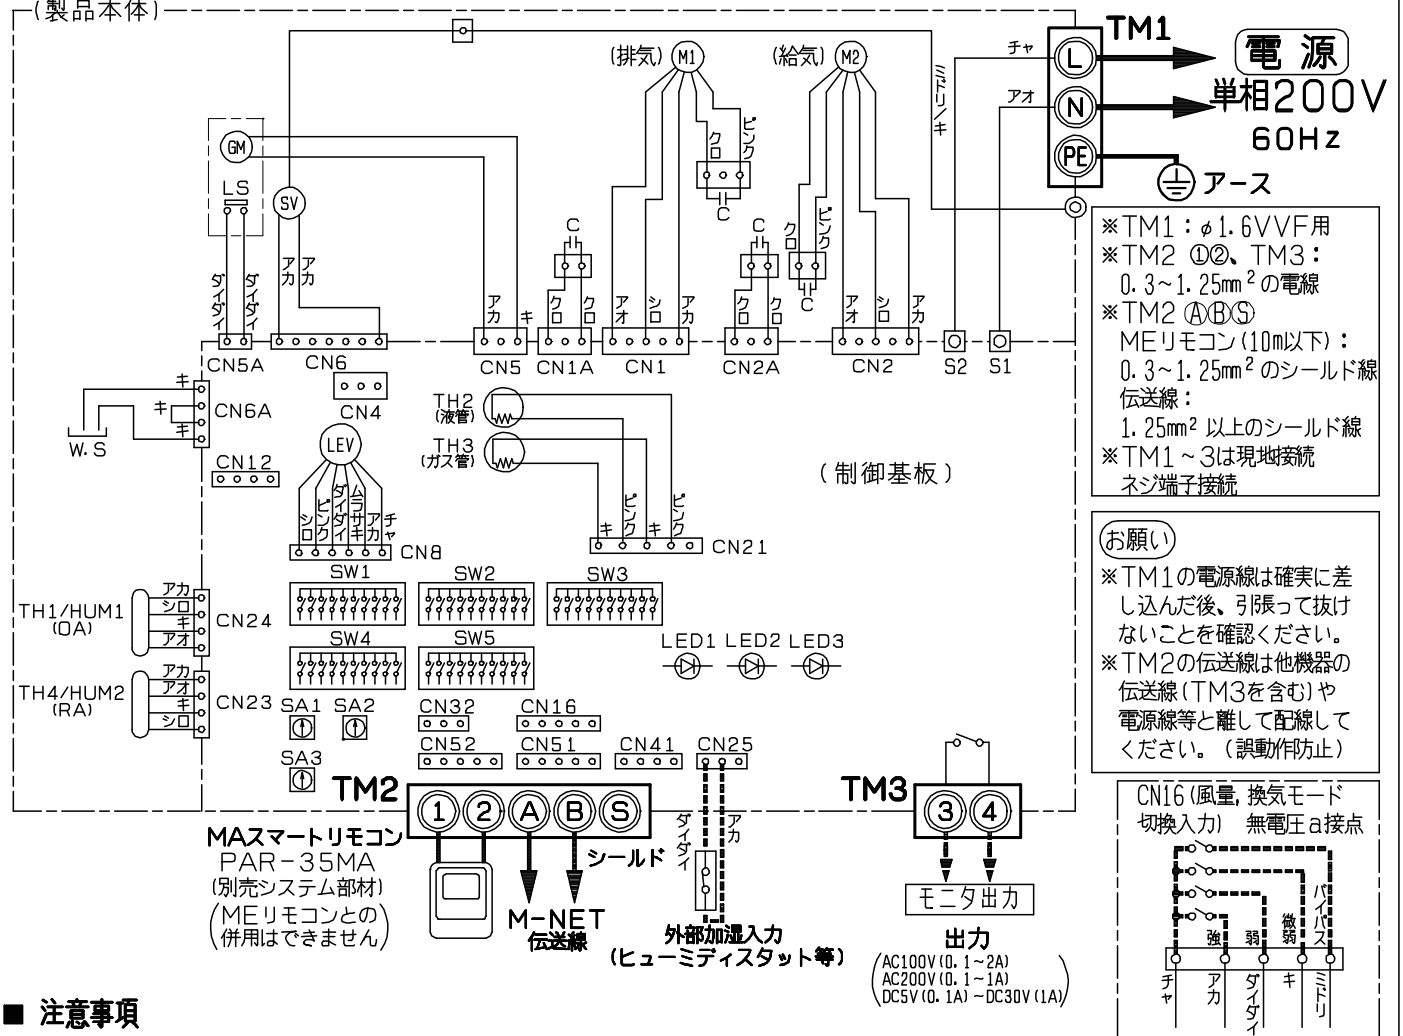 (製品本体)
TM1
L
N
PE
電 源
単相200V
60Hz
アース
チャ
アオ
ミドリ/キ
(排気) M1
(給気) M2
GM
LS
SV
クロ
ピンク
C
C
C
クロ
ピンク
C
ダイダイ
ダイダイ
アカ
アカ
アカ
キ
クロ
クロ
アオ
シロ
アカ
クロ
クロ
アオ
シロ
アカ
CN5A
CN6
CN5
CN1A
CN1
CN2A
CN2
S2
S1
キ
キ
キ
CN6A
W.S
CN4
CN12
LEV
シロ
ピンク
ダイダイ
ムラサキ
アカ
チャ
CN8
TH2
(液管)
TH3
(ガス管)
キ
ピンク
キ
ピンク
CN21
(制御基板)
SW1
SW2
SW3
SW4
SW5
LED1 LED2 LED3
TH1/HUM1
(OA)
アカ
シロ
キ
アオ
CN24
TH4/HUM2
(RA)
アカ
アオ
キ
シロ
CN23
SA1
SA2
SA3
CN32
CN16
CN52
CN51
CN41
CN25
TM2
1
2
A
B
S
TM3
3
4
MAスマートリモコン
PAR-35MA
(別売システム部材)
(MEリモコンとの
併用はできません)
シールド
M-NET
伝送線
ダイダイ
アカ
外部加湿入力
(ヒューミディスタット等)
モニタ出力
出力
(AC100V(0.1~2A)
AC200V(0.1~1A)
DC5V(0.1A)~DC30V(1A))
※TM1:φ1.6VVF用
※TM2 ①②、TM3:
0.3~1.25mm²の電線
※TM2 ⒶⒷⓈ
MEリモコン(10m以下):
0.3~1.25mm²のシールド線
伝送線:
1.25mm²以上のシールド線
※TM1~3は現地接続
ネジ端子接続
お願い
※TM1の電源線は確実に差
し込んだ後、引張って抜け
ないことを確認ください。
※TM2の伝送線は他機器の
伝送線(TM3を含む)や
電源線等と離して配線して
ください。(誤動作防止)
CN16(風量,換気モード
切換入力) 無電圧a接点
強
弱
微弱
バイパス
チャ
アカ
ダイダイ
キ
ミドリ
■ 注意事項